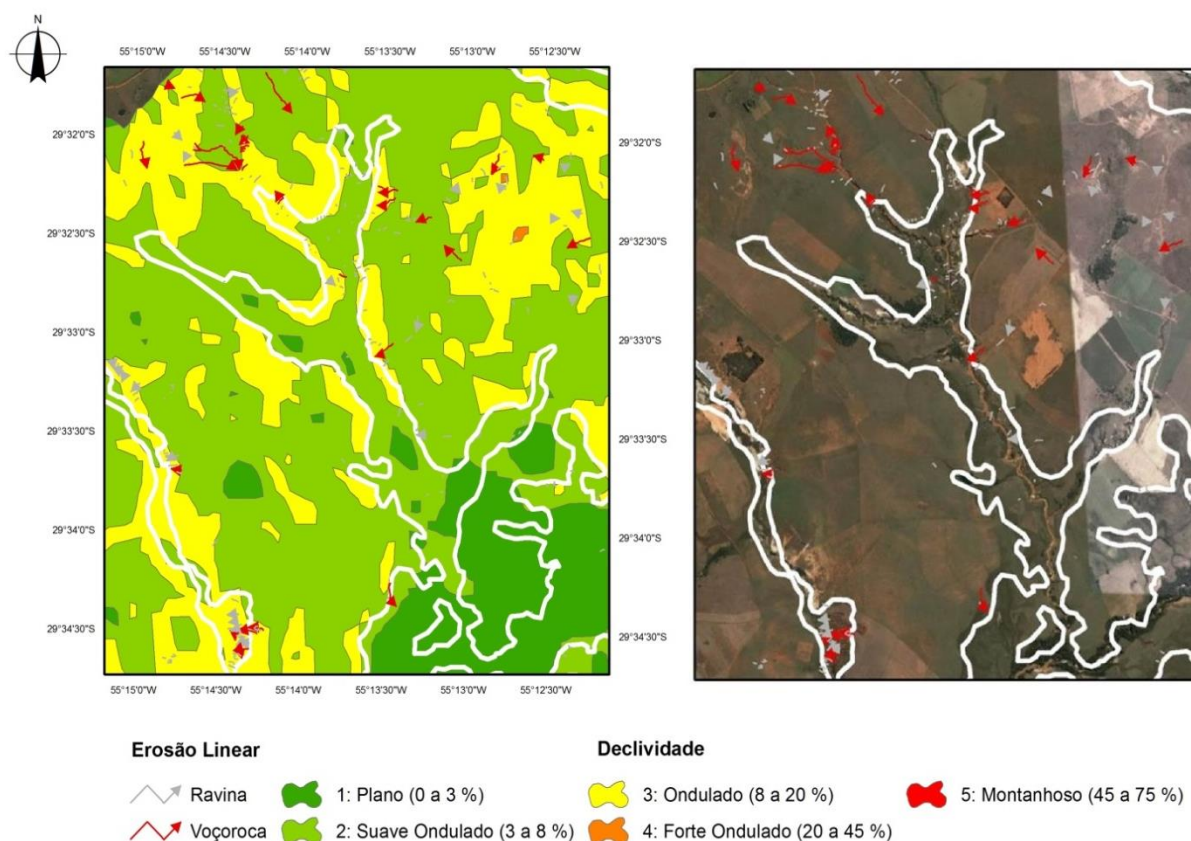 N
55°15'0"W 55°14'30"W 55°14'0"W 55°13'30"W 55°13'0"W 55°12'30"W
29°32'0"S
29°32'30"S
29°33'0"S
29°33'30"S
29°34'0"S
29°34'30"S
29°32'0"S
29°32'30"S
29°33'0"S
29°33'30"S
29°34'0"S
29°34'30"S
55°15'0"W 55°14'30"W 55°14'0"W 55°13'30"W 55°13'0"W 55°12'30"W
Erosão Linear Declividade
Ravina 1: Plano (0 a 3 %) 3: Ondulado (8 a 20 %) 5: Montanhoso (45 a 75 %)
Voçoroca 2: Suave Ondulado (3 a 8 %) 4: Forte Ondulado (20 a 45 %)